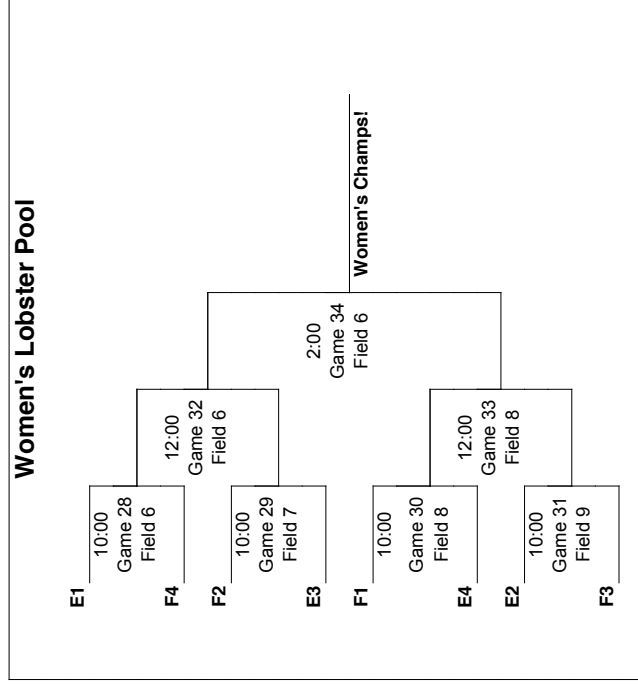 Women's Lobster Pool
E1
10:00
Game 28
Field 6
F4
F2
10:00
Game 29
Field 7
E3
F1
10:00
Game 30
Field 8
E4
E2
10:00
Game 31
Field 9
F3
12:00
Game 32
Field 6
12:00
Game 33
Field 8
2:00
Game 34
Field 6
Women's Champs!